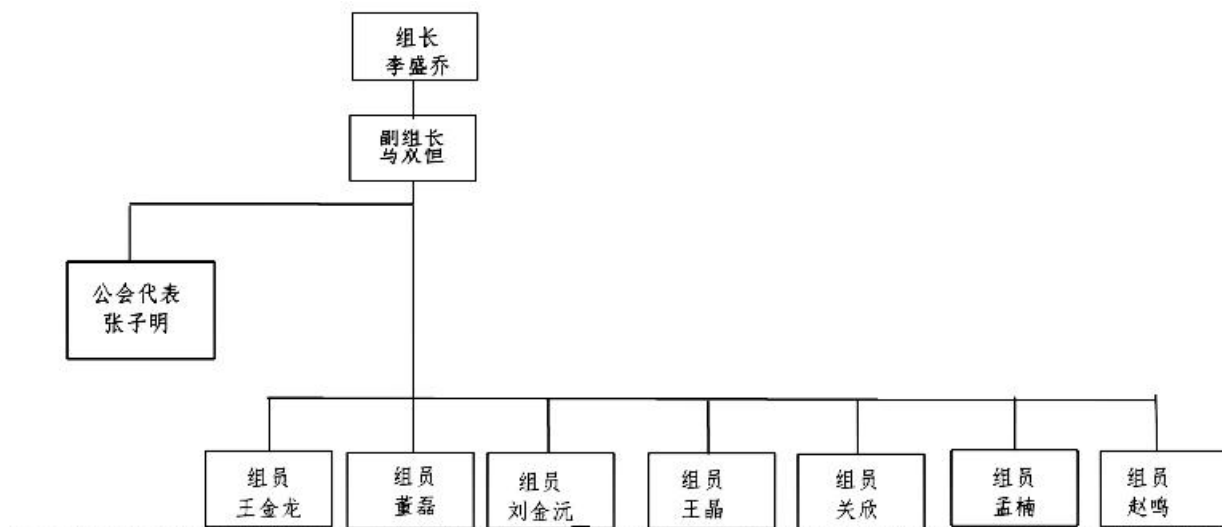 组长
李盛乔
副组长
马双恒
公会代表
张子明
组员
王金龙
组员
董磊
组员
刘金沅
组员
王晶
组员
关欣
组员
孟楠
组员
赵鸣